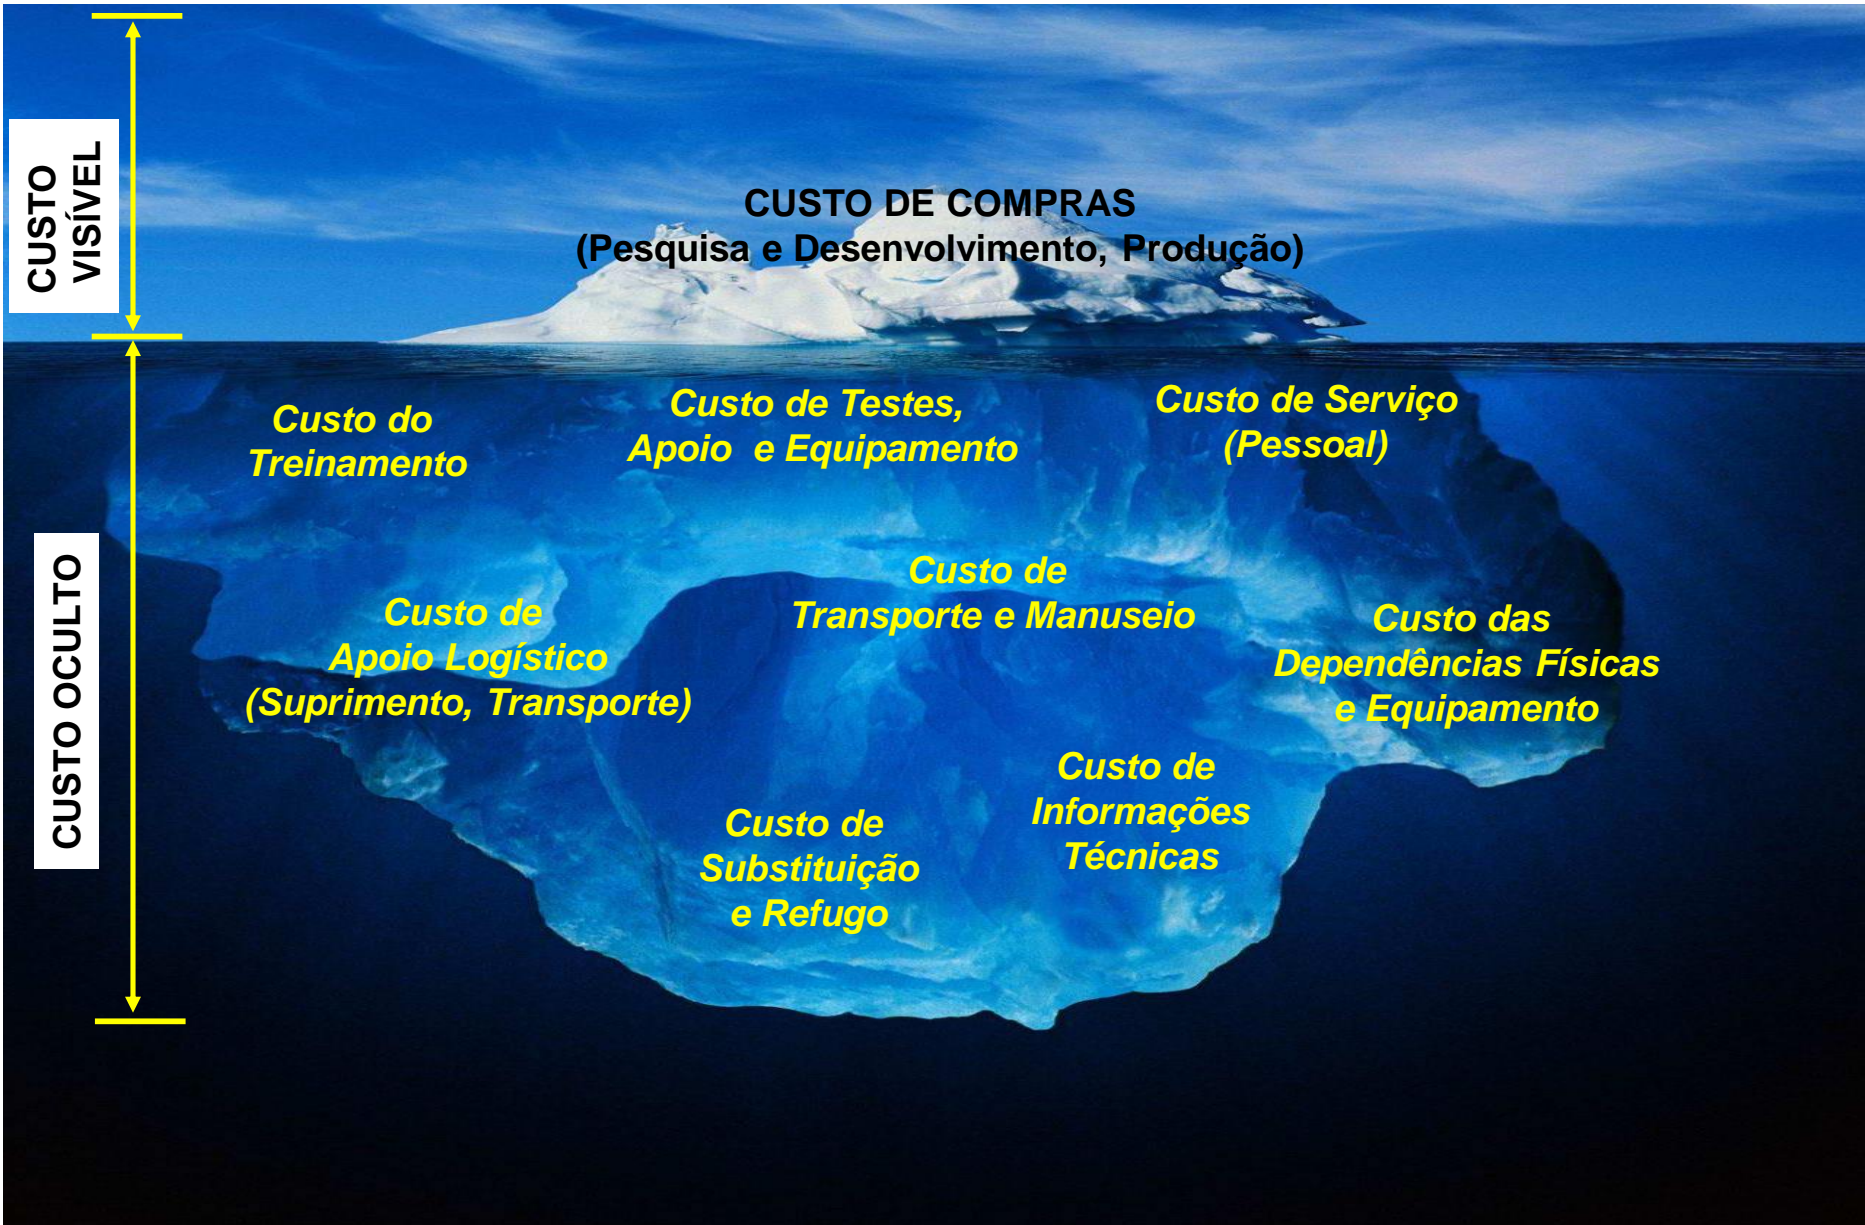 CUSTO
VISÍVEL
CUSTO DE COMPRAS
(Pesquisa e Desenvolvimento, Produção)
CUSTO OCULTO
Custo do
Treinamento
Custo de Testes,
Apoio e Equipamento
Custo de Serviço
(Pessoal)
Custo de
Apoio Logístico
(Suprimento, Transporte)
Custo de
Transporte e Manuseio
Custo das
Dependências Físicas
e Equipamento
Custo de
Substituição
e Refugo
Custo de
Informações
Técnicas